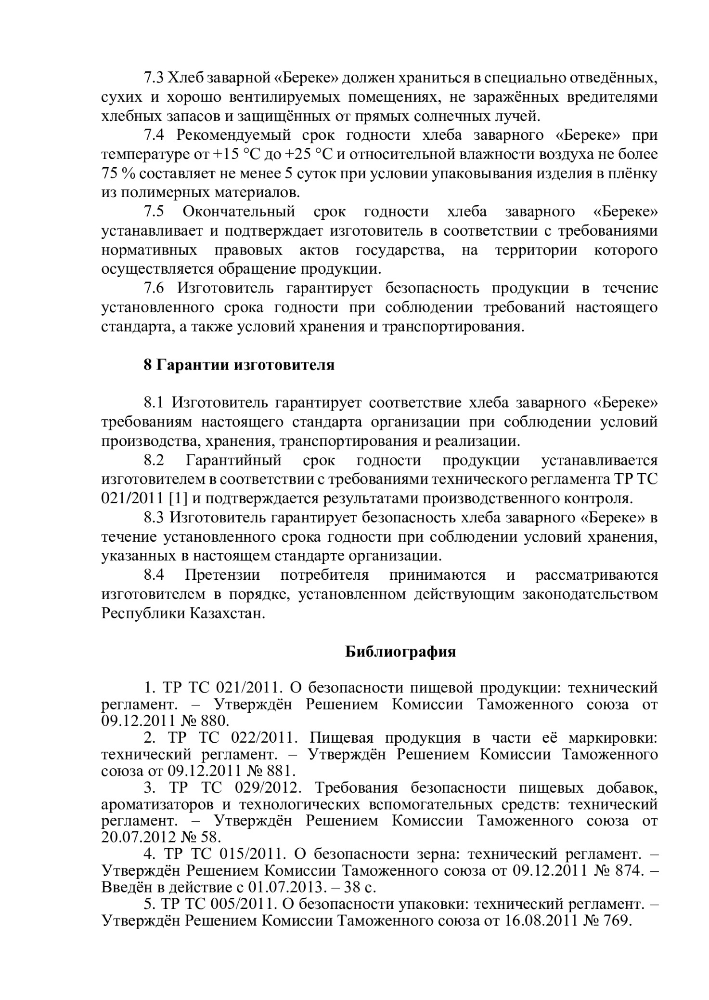 7.3 Хлеб заварной «Береке» должен храниться в специально отведённых,
сухих и хорошо вентилируемых помещениях, не заражённых вредителями
хлебных запасов и защищённых от прямых солнечных лучей.
7.4 Рекомендуемый срок годности хлеба заварного «Береке» при
температуре от +15 °C до +25 °C и относительной влажности воздуха не более
75 % составляет не менее 5 суток при условии упаковывания изделия в плёнку
из полимерных материалов.
7.5 Окончательный срок годности хлеба заварного «Береке»
устанавливает и подтверждает изготовитель в соответствии с требованиями
нормативных правовых актов государства, на территории которого
осуществляется обращение продукции.
7.6 Изготовитель гарантирует безопасность продукции в течение
установленного срока годности при соблюдении требований настоящего
стандарта, а также условий хранения и транспортирования.
8 Гарантии изготовителя
8.1 Изготовитель гарантирует соответствие хлеба заварного «Береке»
требованиям настоящего стандарта организации при соблюдении условий
производства, хранения, транспортирования и реализации.
8.2 Гарантийный срок годности продукции устанавливается
изготовителем в соответствии с требованиями технического регламента ТР ТС
021/2011 [1] и подтверждается результатами производственного контроля.
8.3 Изготовитель гарантирует безопасность хлеба заварного «Береке» в
течение установленного срока годности при соблюдении условий хранения,
указанных в настоящем стандарте организации.
8.4 Претензии потребителя принимаются и рассматриваются
изготовителем в порядке, установленном действующим законодательством
Республики Казахстан.
Библиография
1. ТР ТС 021/2011. О безопасности пищевой продукции: технический
регламент. – Утверждён Решением Комиссии Таможенного союза от
09.12.2011 № 880.
2. ТР ТС 022/2011. Пищевая продукция в части её маркировки:
технический регламент. – Утверждён Решением Комиссии Таможенного
союза от 09.12.2011 № 881.
3. ТР ТС 029/2012. Требования безопасности пищевых добавок,
ароматизаторов и технологических вспомогательных средств: технический
регламент. – Утверждён Решением Комиссии Таможенного союза от
20.07.2012 № 58.
4. ТР ТС 015/2011. О безопасности зерна: технический регламент. –
Утверждён Решением Комиссии Таможенного союза от 09.12.2011 № 874. –
Введён в действие с 01.07.2013. – 38 с.
5. ТР ТС 005/2011. О безопасности упаковки: технический регламент. –
Утверждён Решением Комиссии Таможенного союза от 16.08.2011 № 769.